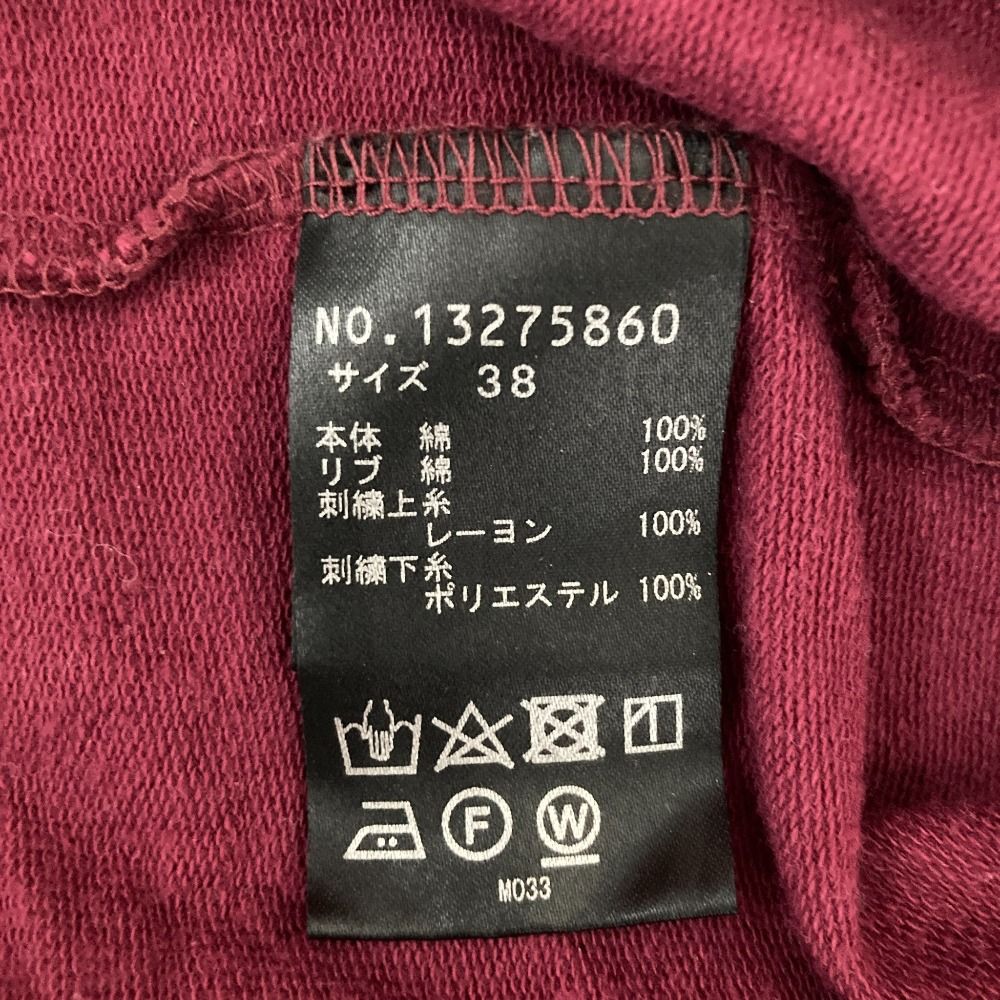 NO.13275860
サイズ 38
本体 綿 100%
リブ 綿 100%
刺繍上糸
レーヨン 100%
刺繍下糸
ポリエステル 100%
F W
M033